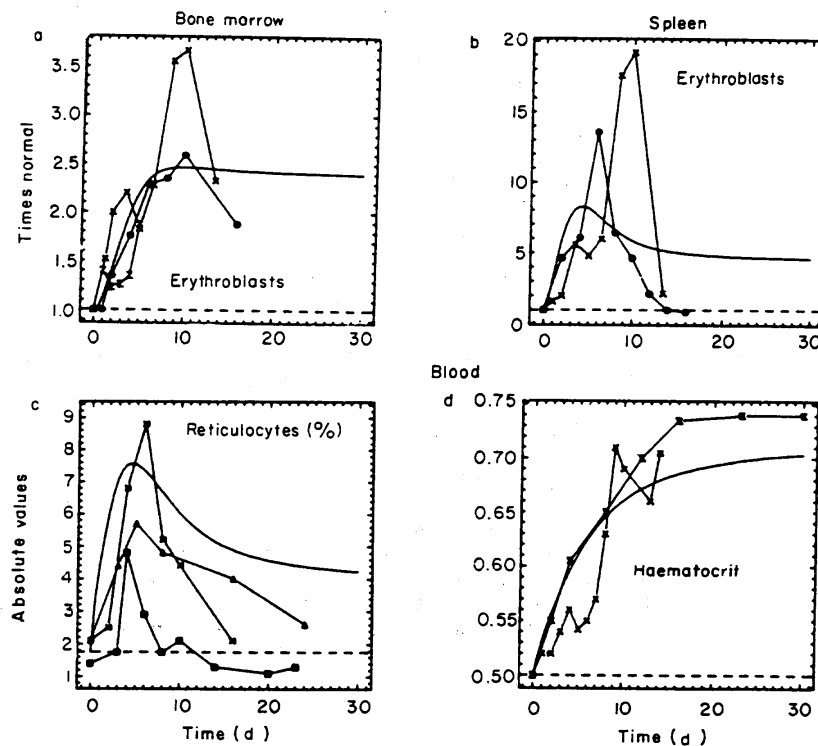 Bone marrow
a
Times normal
3.5
3.0
2.5
2.0
1.5
1.0
Erythroblasts
0
10
20
30
Spleen
b
20
15
10
5
0
Erythroblasts
0
10
20
30
c
Absolute values
9
8
7
6
5
4
3
2
1
Reticulocytes (%)
0
10
20
30
Time (d)
Blood
d
0.75
0.70
0.65
0.60
0.55
0.50
Haematocrit
0
10
20
30
Time (d)